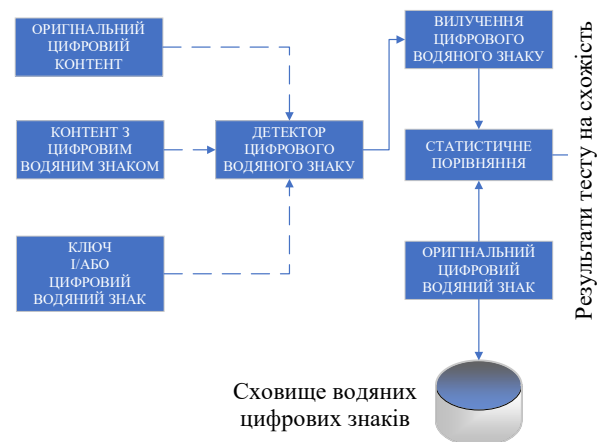 ОРИГІНАЛЬНИЙ
ЦИФРОВИЙ
КОНТЕНТ
КОНТЕНТ З
ЦИФРОВИМ
ВОДЯНИМ ЗНАКОМ
КЛЮЧ
І/АБО
ЦИФРОВИЙ
ВОДЯНИЙ ЗНАК
ДЕТЕКТОР
ЦИФРОВОГО
ВОДЯНОГО ЗНАКУ
ВИЛУЧЕННЯ
ЦИФРОВОГО
ВОДЯНОГО ЗНАКУ
СТАТИСТИЧНЕ
ПОРІВНЯННЯ
ОРИГІНАЛЬНИЙ
ЦИФРОВИЙ
ВОДЯНИЙ ЗНАК
Результати тесту на схожість
Сховище водяних
цифрових знаків